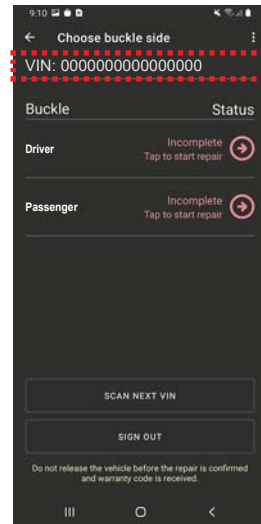 9:10
Choose buckle side
VIN: 0000000000000000
Buckle Status
Driver Incomplete
Tap to start repair
Passenger Incomplete
Tap to start repair
SCAN NEXT VIN
SIGN OUT
Do not release the vehicle before the repair is confirmed
and warranty code is received.